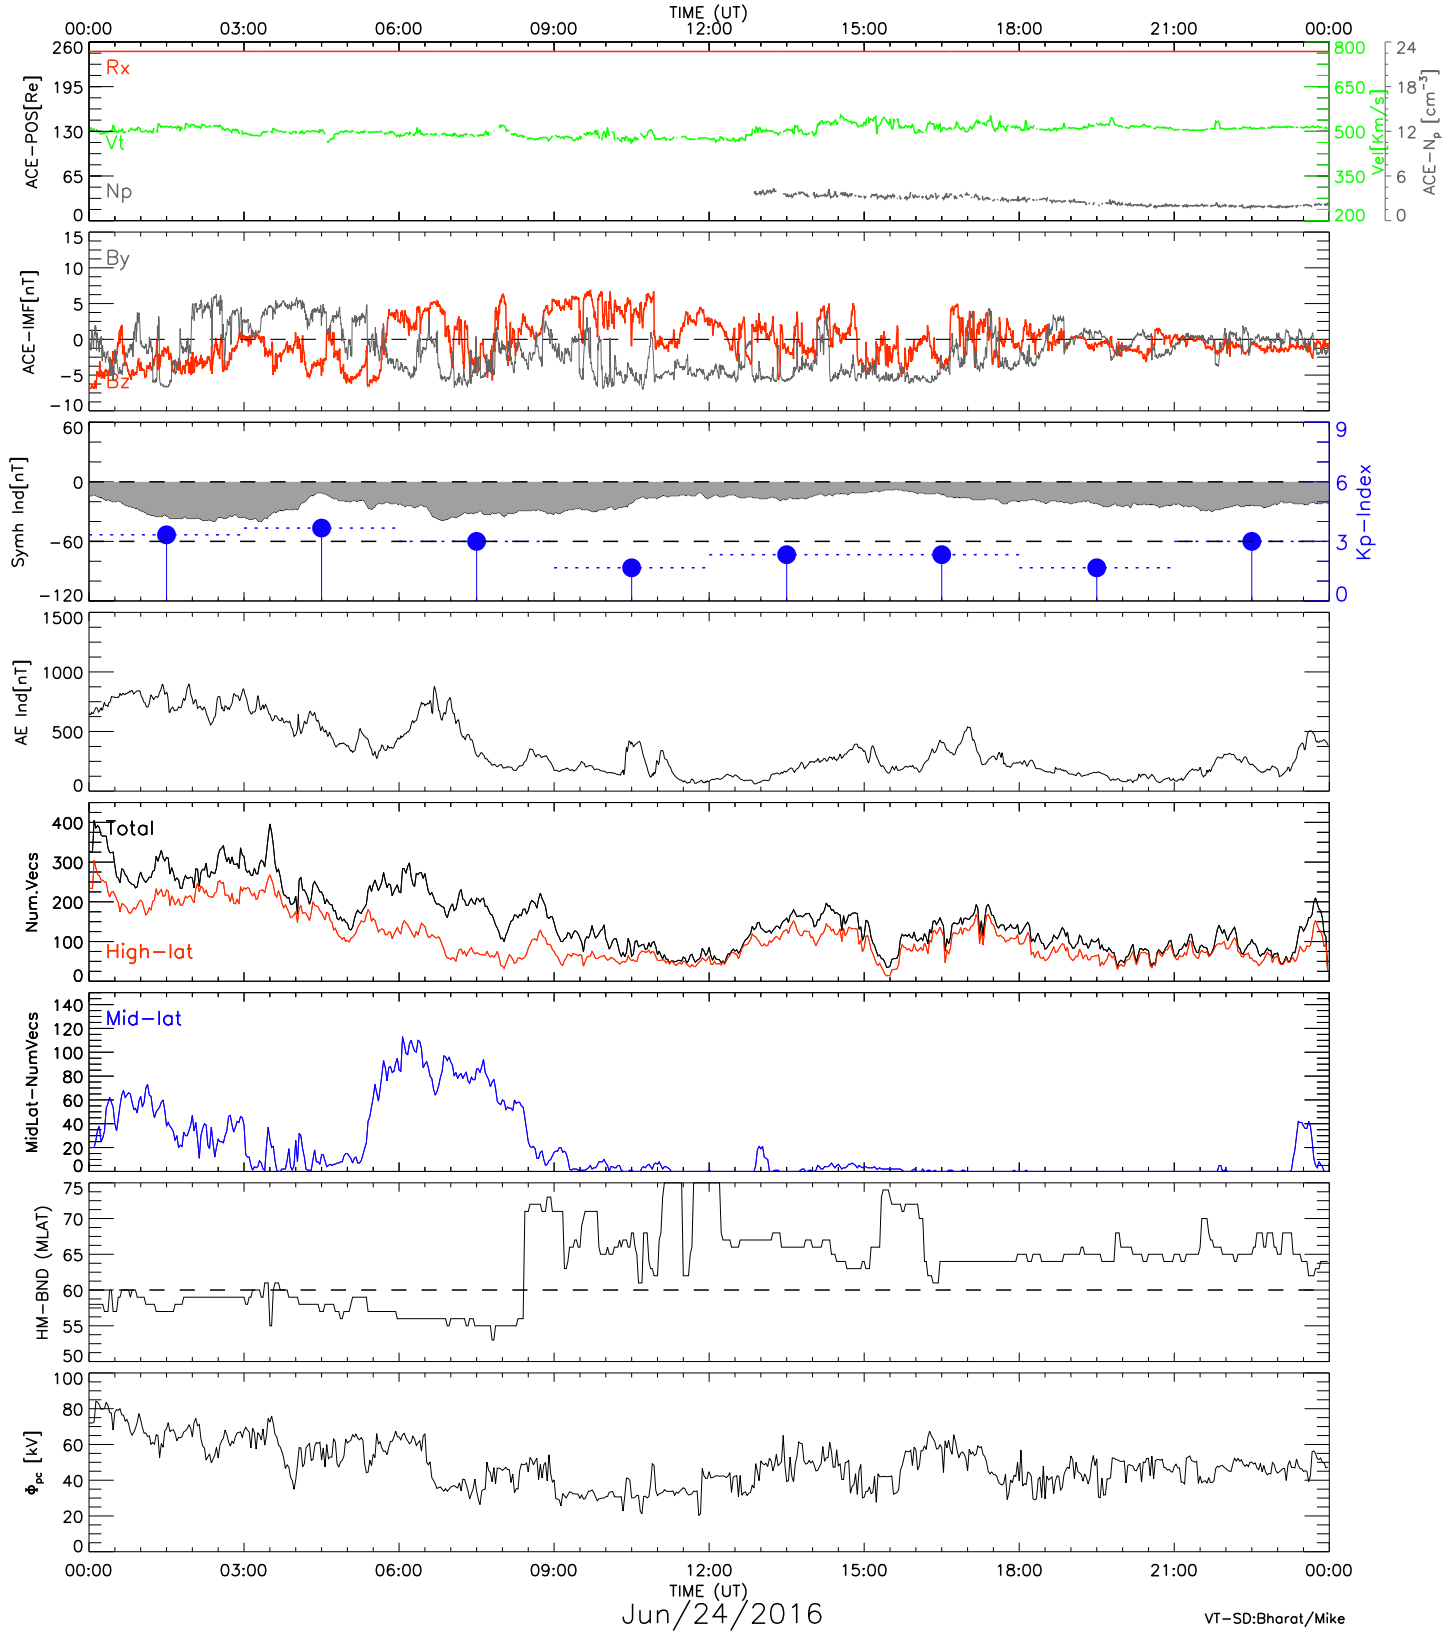 TIME (UT)
00:00 03:00 06:00 09:00 12:00 15:00 18:00 21:00 00:00
ACE-POS[Re]
260
195
130
65
0
Rx
Vt
Np
800
650
500
350
200
Vel[Km/s]
24
18
12
6
0
ACE-Np [cm⁻³]
ACE-IMF[nT]
15
10
5
0
-5
-10
By
Bz
Symh Ind[nT]
60
0
-60
-120
9
6
3
0
Kp-Index
AE Ind[nT]
1500
1000
500
0
Num.Vecs
400
300
200
100
0
Total
High-lat
MidLat-NumVecs
140
120
100
80
60
40
20
0
Mid-lat
HM-BND (MLAT)
75
70
65
60
55
50
Φpc [kV]
100
80
60
40
20
0
00:00 03:00 06:00 09:00 12:00 15:00 18:00 21:00 00:00
TIME (UT)
Jun/24/2016
VT-SD:Bharat/Mike